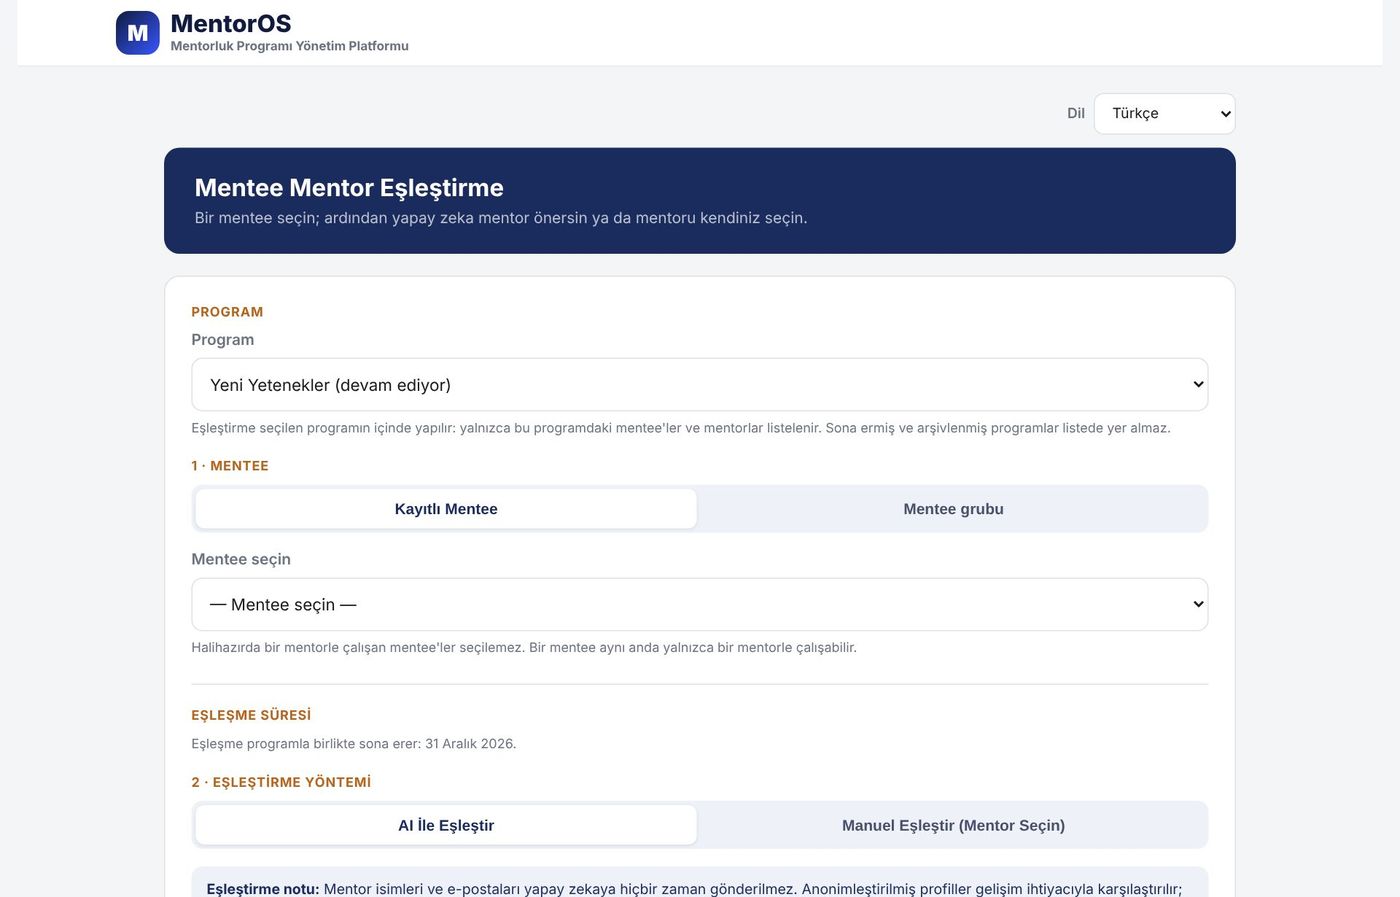 M
MentorOS
Mentorluk Programı Yönetim Platformu
Dil
Türkçe
Mentee Mentor Eşleştirme
Bir mentee seçin; ardından yapay zeka mentor önersin ya da mentoru kendiniz seçin.
PROGRAM
Program
Yeni Yetenekler (devam ediyor)
Eşleştirme seçilen programın içinde yapılır: yalnızca bu programdaki mentee'ler ve mentorlar listelenir. Sona ermiş ve arşivlenmiş programlar listede yer almaz.
1 · MENTEE
Kayıtlı Mentee
Mentee grubu
Mentee seçin
— Mentee seçin —
Halihazırda bir mentorle çalışan mentee'ler seçilemez. Bir mentee aynı anda yalnızca bir mentorle çalışabilir.
EŞLEŞME SÜRESİ
Eşleşme programla birlikte sona erer: 31 Aralık 2026.
2 · EŞLEŞTİRME YÖNTEMİ
AI İle Eşleştir
Manuel Eşleştir (Mentor Seçin)
Eşleştirme notu: Mentor isimleri ve e-postaları yapay zekaya hiçbir zaman gönderilmez. Anonimleştirilmiş profiller gelişim ihtiyacıyla karşılaştırılır;